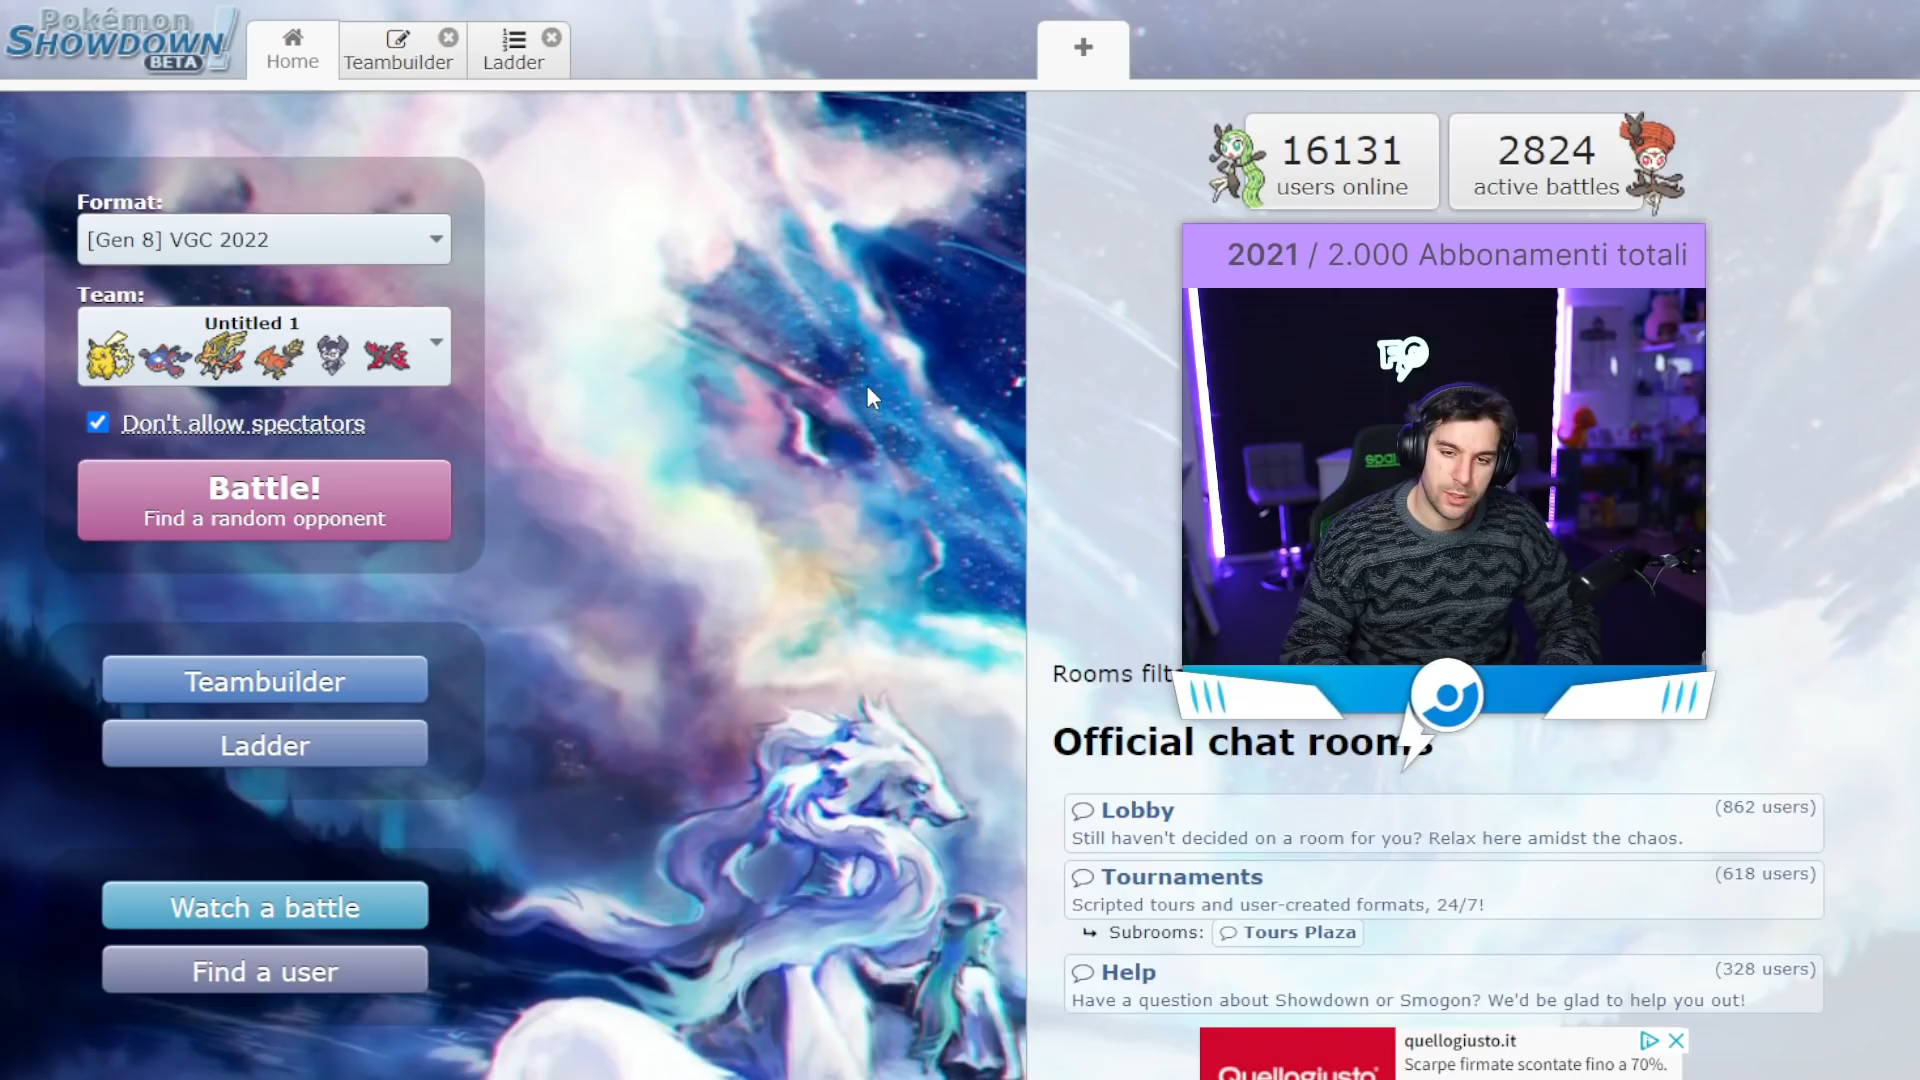 Pokémon
SHOWDOWN!
BETA
Home
Teambuilder
Ladder
16131
users online
2824
active battles
Format:
[Gen 8] VGC 2022
Team:
Untitled 1
Don't allow spectators
Battle!
Find a random opponent
Teambuilder
Ladder
Watch a battle
Find a user
2021 / 2.000 Abbonamenti totali
Rooms filt
Official chat rooms
Lobby
(862 users)
Still haven't decided on a room for you? Relax here amidst the chaos.
Tournaments
(618 users)
Scripted tours and user-created formats, 24/7!
Subrooms: Tours Plaza
Help
(328 users)
Have a question about Showdown or Smogon? We'd be glad to help you out!
Quellogiusto
quellogiusto.it
Scarpe firmate scontate fino a 70%.